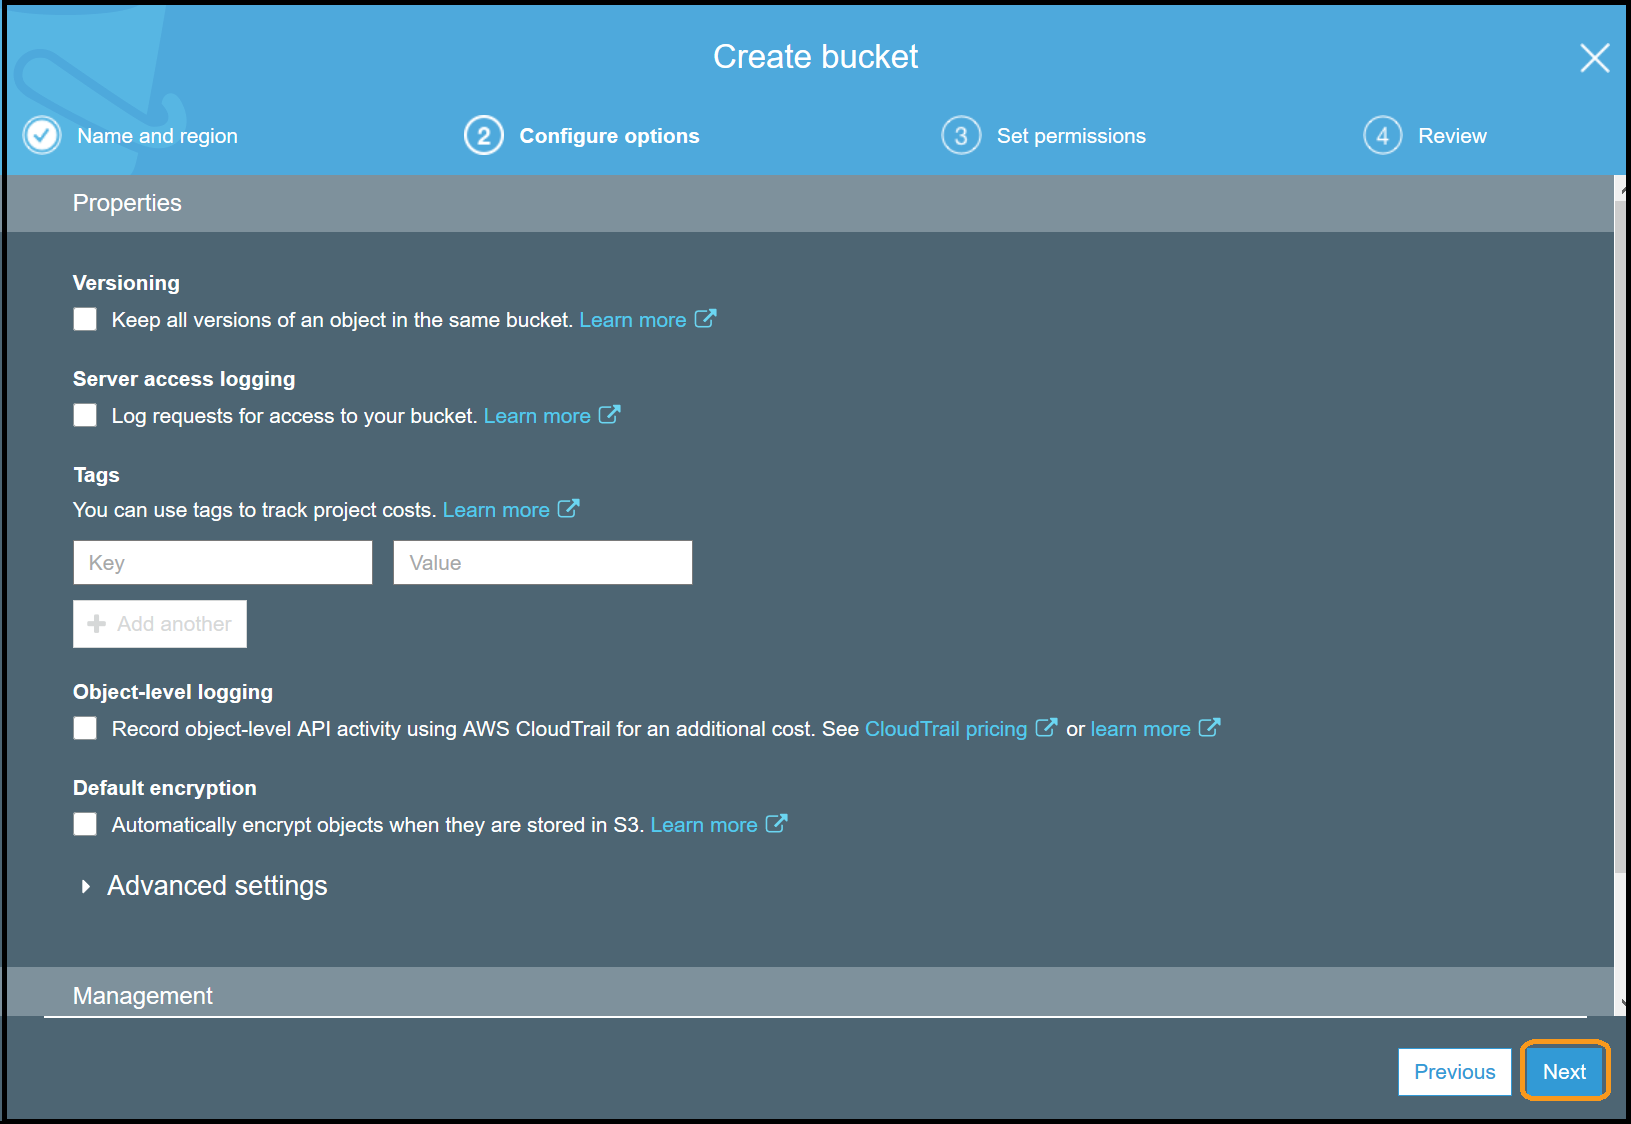 Create bucket
Name and region
2 Configure options
3 Set permissions
4 Review
Properties
Versioning
Keep all versions of an object in the same bucket. Learn more
Server access logging
Log requests for access to your bucket. Learn more
Tags
You can use tags to track project costs. Learn more
Key
Value
Add another
Object-level logging
Record object-level API activity using AWS CloudTrail for an additional cost. See CloudTrail pricing or learn more
Default encryption
Automatically encrypt objects when they are stored in S3. Learn more
Advanced settings
Management
Previous
Next